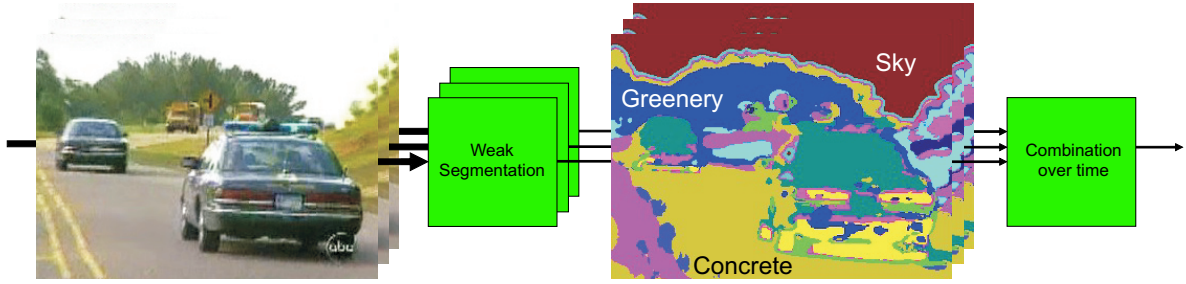 abc
Weak
Segmentation
Sky
Greenery
Concrete
Combination
over time